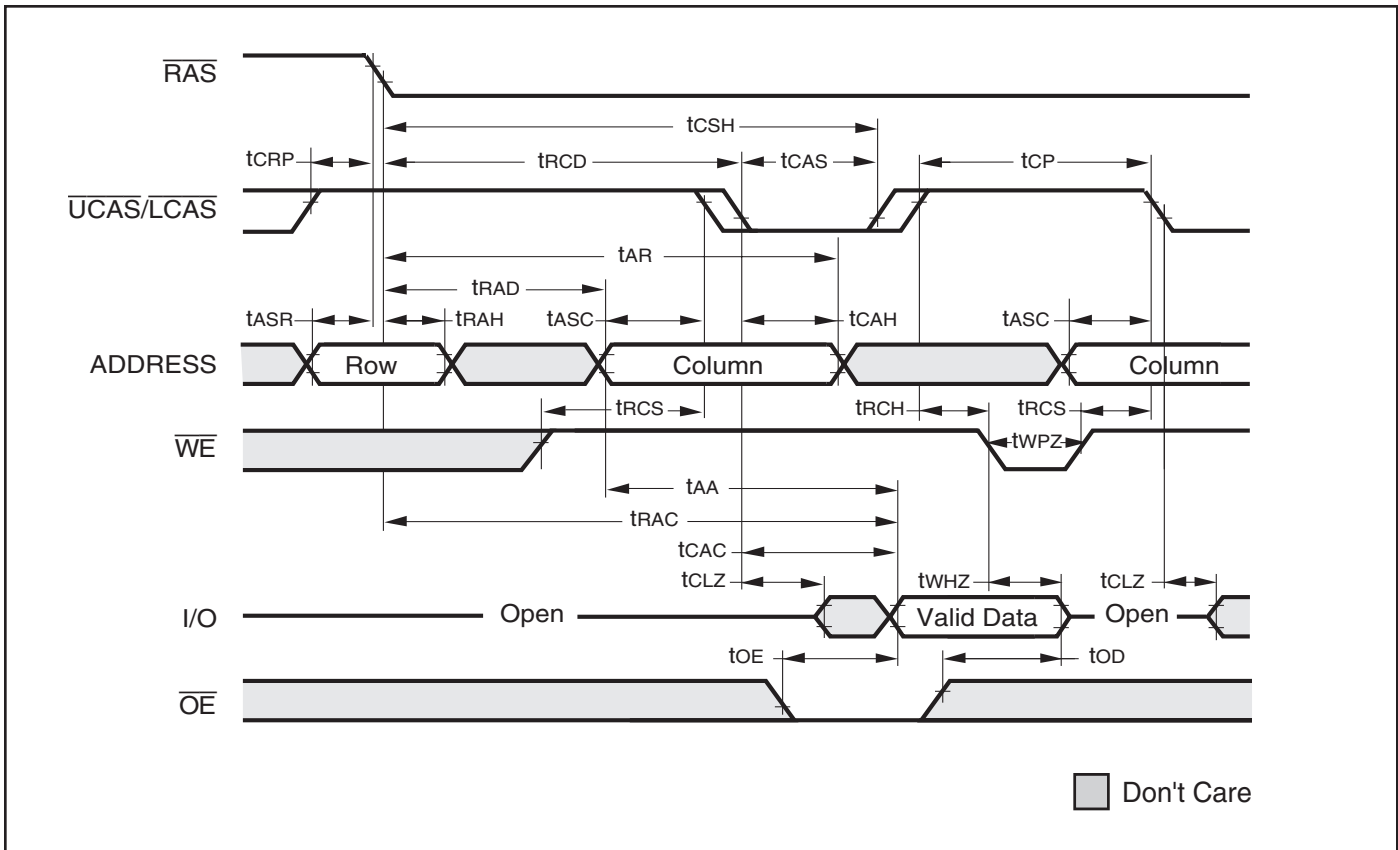 RAS
tCSH
tCRP tRCD tCAS tCP
UCAS/LCAS
tAR
tRAD
tASR tRAH tASC tCAH tASC
ADDRESS Row Column Column
tRCS tRCH tRCS
WE tWPZ
tAA
tRAC
tCAC
tCLZ tWHZ tCLZ
I/O Open Valid Data Open
tOE tOD
OE
Don't Care